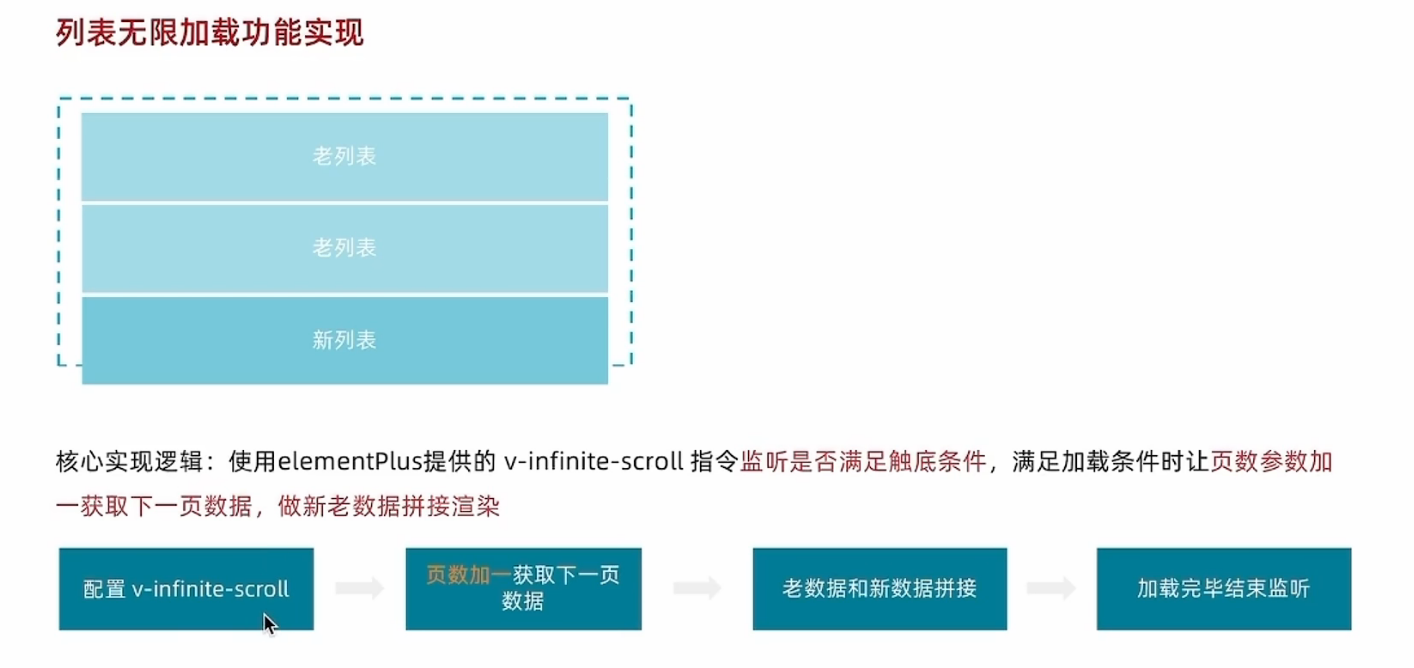 列表无限加载功能实现
老列表
老列表
新列表
核心实现逻辑：使用elementPlus提供的 v-infinite-scroll 指令监听是否满足触底条件，满足加载条件时让页数参数加
一获取下一页数据，做新老数据拼接渲染
配置 v-infinite-scroll
页数加一获取下一页
数据
老数据和新数据拼接
加载完毕结束监听